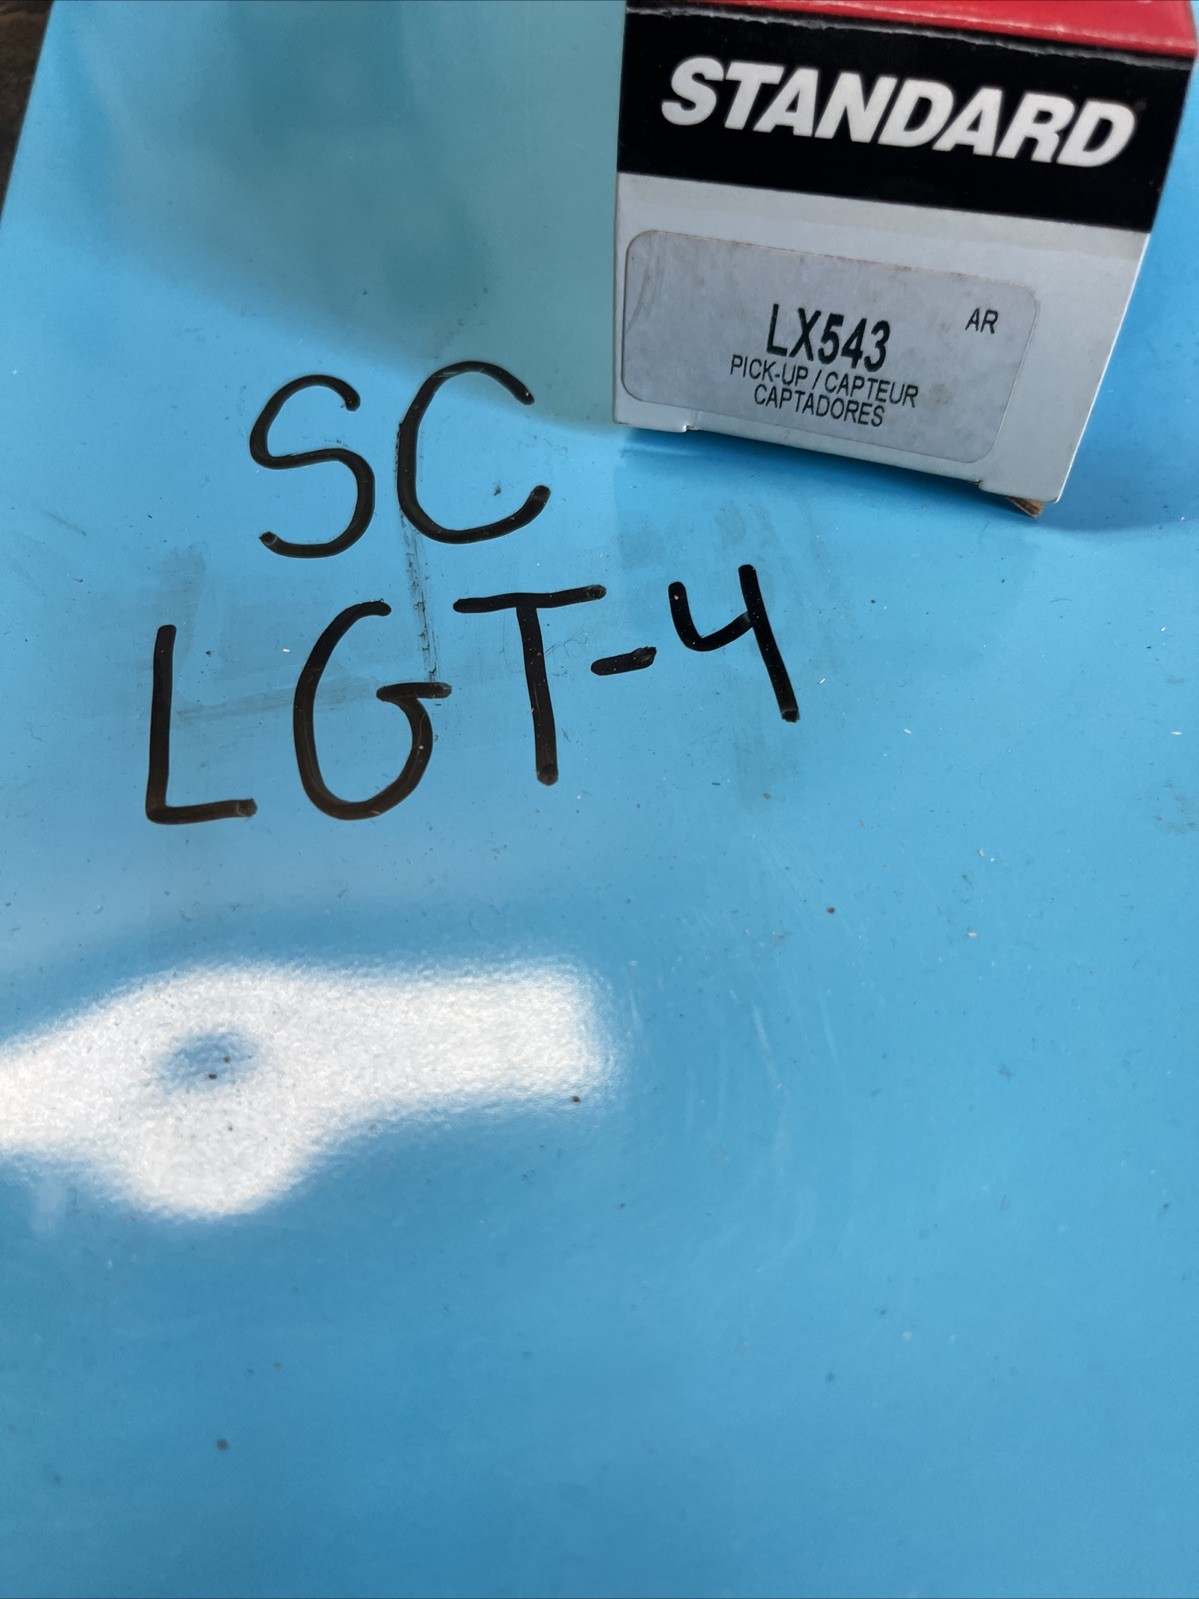 STANDARD
AR
LX543
PICK-UP / CAPTEUR
CAPTADORES
SC
LGT-4